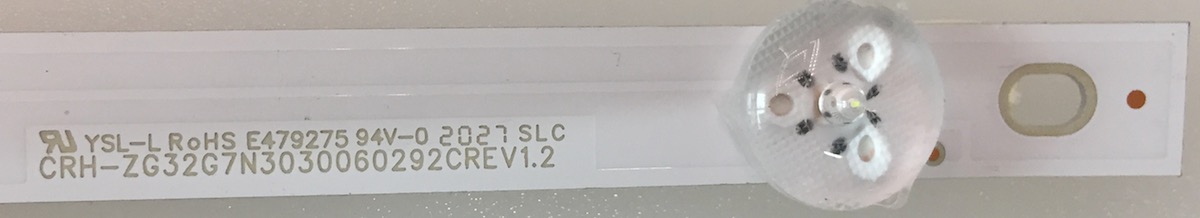 YSL-L RoHS E479275 94V-0 2027 SLC
CRH-ZG32G7N3030060292CREV1.2